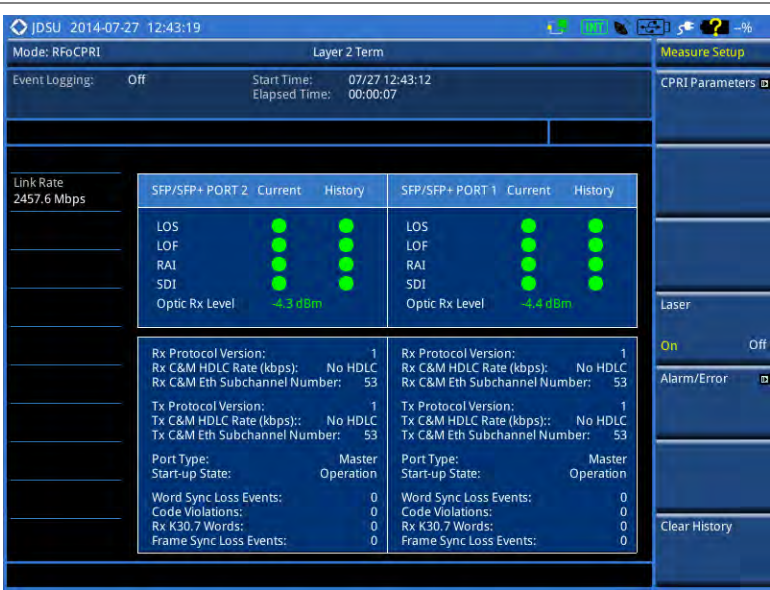 JDSU 2014-07-27 12:43:19
INT
?
--%
Mode: RFoCPRI
Layer 2 Term
Measure Setup
Event Logging: Off
Start Time: 07/27 12:43:12
Elapsed Time: 00:00:07
CPRI Parameters
Link Rate
2457.6 Mbps
SFP/SFP+ PORT 2 Current History
LOS
LOF
RAI
SDI
Optic Rx Level -4.3 dBm
SFP/SFP+ PORT 1 Current History
LOS
LOF
RAI
SDI
Optic Rx Level -4.4 dBm
Rx Protocol Version: 1
Rx C&M HDLC Rate (kbps): No HDLC
Rx C&M Eth Subchannel Number: 53
Tx Protocol Version: 1
Tx C&M HDLC Rate (kbps):: No HDLC
Tx C&M Eth Subchannel Number: 53
Port Type: Master
Start-up State: Operation
Word Sync Loss Events: 0
Code Violations: 0
Rx K30.7 Words: 0
Frame Sync Loss Events: 0
Rx Protocol Version: 1
Rx C&M HDLC Rate (kbps): No HDLC
Rx C&M Eth Subchannel Number: 53
Tx Protocol Version: 1
Tx C&M HDLC Rate (kbps):: No HDLC
Tx C&M Eth Subchannel Number: 53
Port Type: Master
Start-up State: Operation
Word Sync Loss Events: 0
Code Violations: 0
Rx K30.7 Words: 0
Frame Sync Loss Events: 0
Laser
On Off
Alarm/Error
Clear History